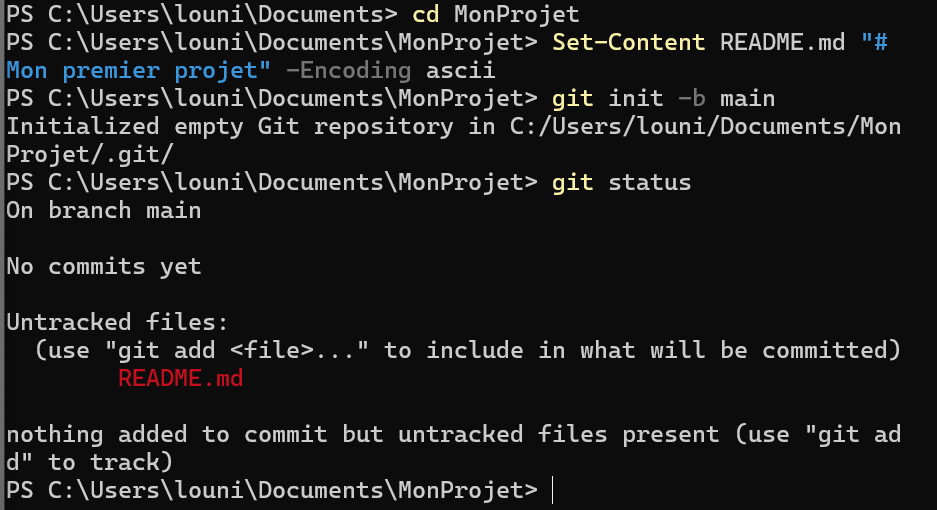 PS C:\Users\louni\Documents> cd MonProjet
PS C:\Users\louni\Documents\MonProjet> Set-Content README.md "#
Mon premier projet" -Encoding ascii
PS C:\Users\louni\Documents\MonProjet> git init -b main
Initialized empty Git repository in C:/Users/louni/Documents/Mon
Projet/.git/
PS C:\Users\louni\Documents\MonProjet> git status
On branch main

No commits yet

Untracked files:
  (use "git add <file>..." to include in what will be committed)
        README.md

nothing added to commit but untracked files present (use "git ad
d" to track)
PS C:\Users\louni\Documents\MonProjet>